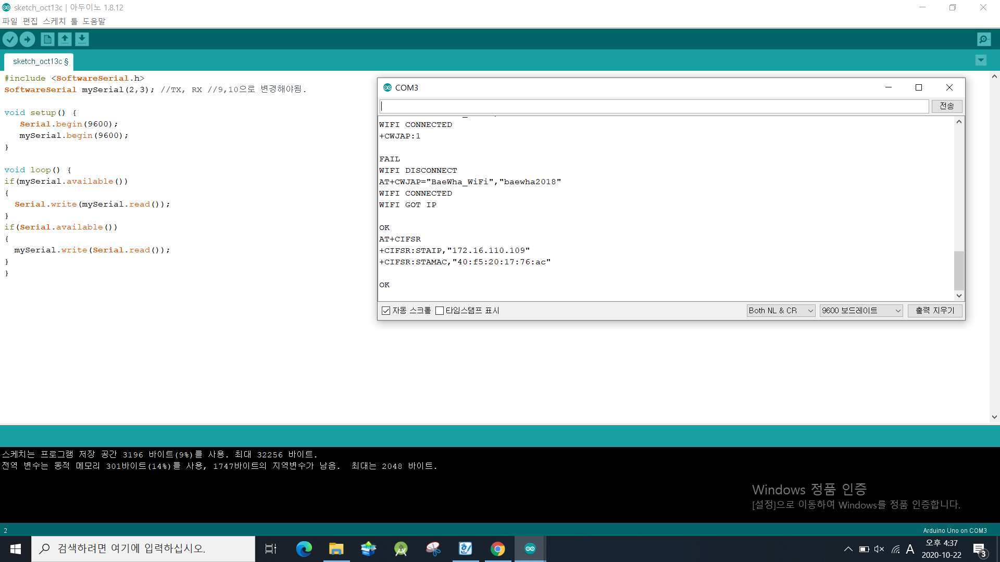 sketch_oct13c | 아두이노 1.8.12
파일 편집 스케치 툴 도움말
sketch_oct13c §
#include <SoftwareSerial.h>
SoftwareSerial mySerial(2,3); //TX, RX //9,10으로 변경해야됨.
void setup() {
Serial.begin(9600);
mySerial.begin(9600);
}
void loop() {
if(mySerial.available())
{
Serial.write(mySerial.read());
}
if(Serial.available())
{
mySerial.write(Serial.read());
}
}
COM3
전송
WIFI CONNECTED
+CWJAP:1
FAIL
WIFI DISCONNECT
AT+CWJAP="BaeWha_WiFi","baewha2018"
WIFI CONNECTED
WIFI GOT IP
OK
AT+CIFSR
+CIFSR:STAIP,"172.16.110.109"
+CIFSR:STAMAC,"40:f5:20:17:76:ac"
OK
자동 스크롤 타임스탬프 표시 Both NL & CR 9600 보드레이트 출력 지우기
스케치는 프로그램 저장 공간 3196 바이트(9%)를 사용. 최대 32256 바이트.
전역 변수는 동적 메모리 301바이트(14%)를 사용, 1747바이트의 지역변수가 남음.  최대는 2048 바이트.
Windows 정품 인증
[설정]으로 이동하여 Windows를 정품 인증합니다.
2 Arduino Uno on COM3
검색하려면 여기에 입력하십시오.
A 오후 4:37
2020-10-22
3